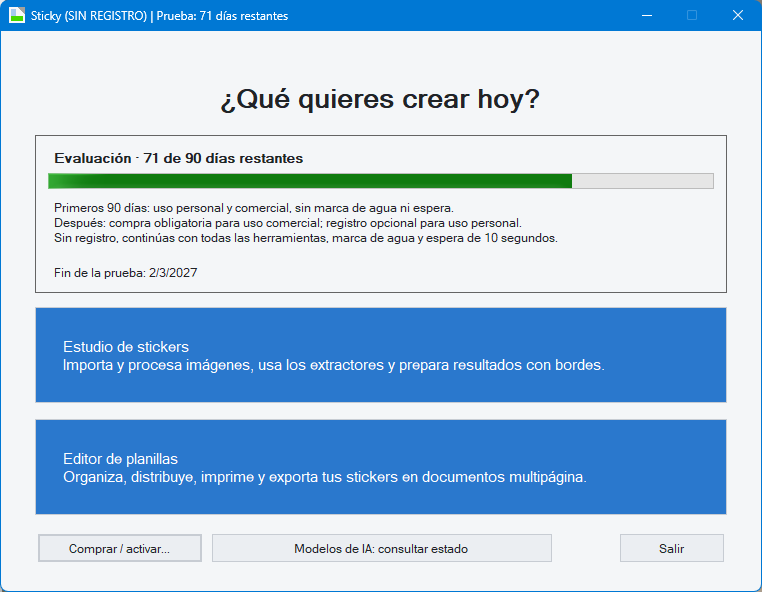 Sticky (SIN REGISTRO) | Prueba: 71 días restantes
¿Qué quieres crear hoy?
Evaluación · 71 de 90 días restantes
Primeros 90 días: uso personal y comercial, sin marca de agua ni espera.
Después: compra obligatoria para uso comercial; registro opcional para uso personal.
Sin registro, continúas con todas las herramientas, marca de agua y espera de 10 segundos.
Fin de la prueba: 2/3/2027
Estudio de stickers
Importa y procesa imágenes, usa los extractores y prepara resultados con bordes.
Editor de planillas
Organiza, distribuye, imprime y exporta tus stickers en documentos multipágina.
Comprar / activar...
Modelos de IA: consultar estado
Salir